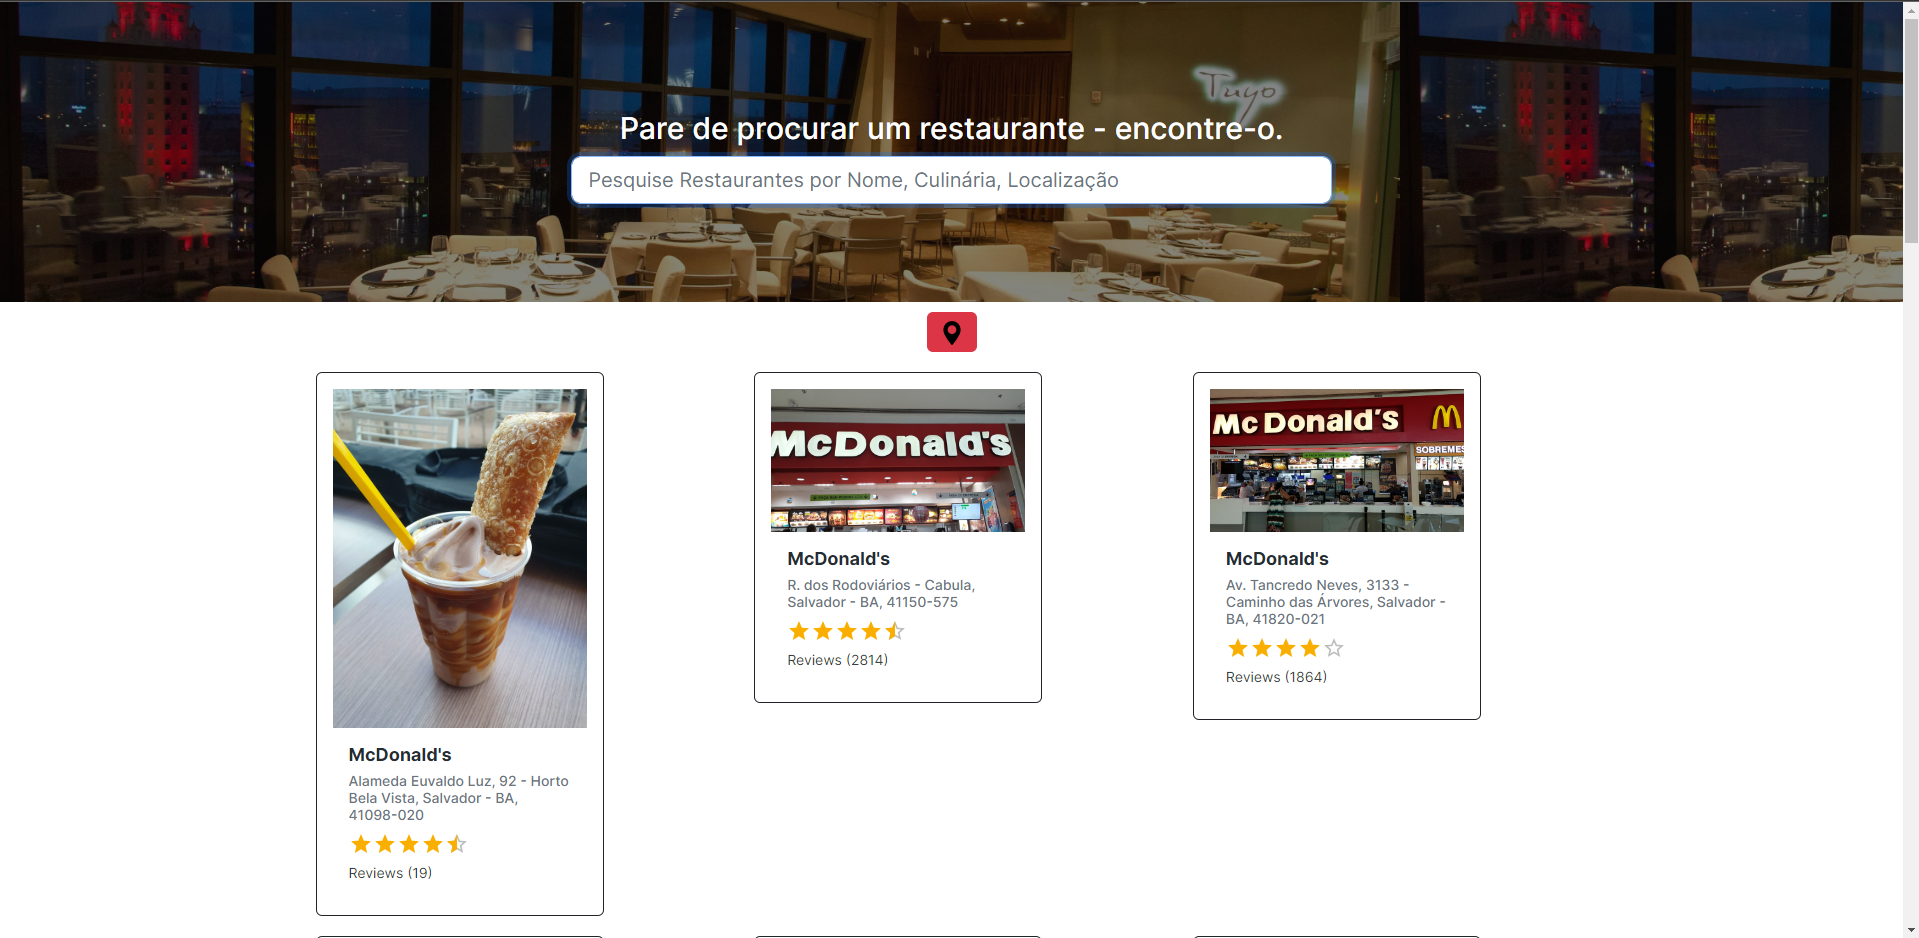 Tuyo
Pare de procurar um restaurante - encontre-o.
Pesquise Restaurantes por Nome, Culinária, Localização
McDonald's
Alameda Euvaldo Luz, 92 - Horto
Bela Vista, Salvador - BA,
41098-020
Reviews (19)
McDonald's
McDonald's
R. dos Rodoviários - Cabula,
Salvador - BA, 41150-575
Reviews (2814)
McDonald's
SOBREMES
McDonald's
Av. Tancredo Neves, 3133 -
Caminho das Árvores, Salvador -
BA, 41820-021
Reviews (1864)